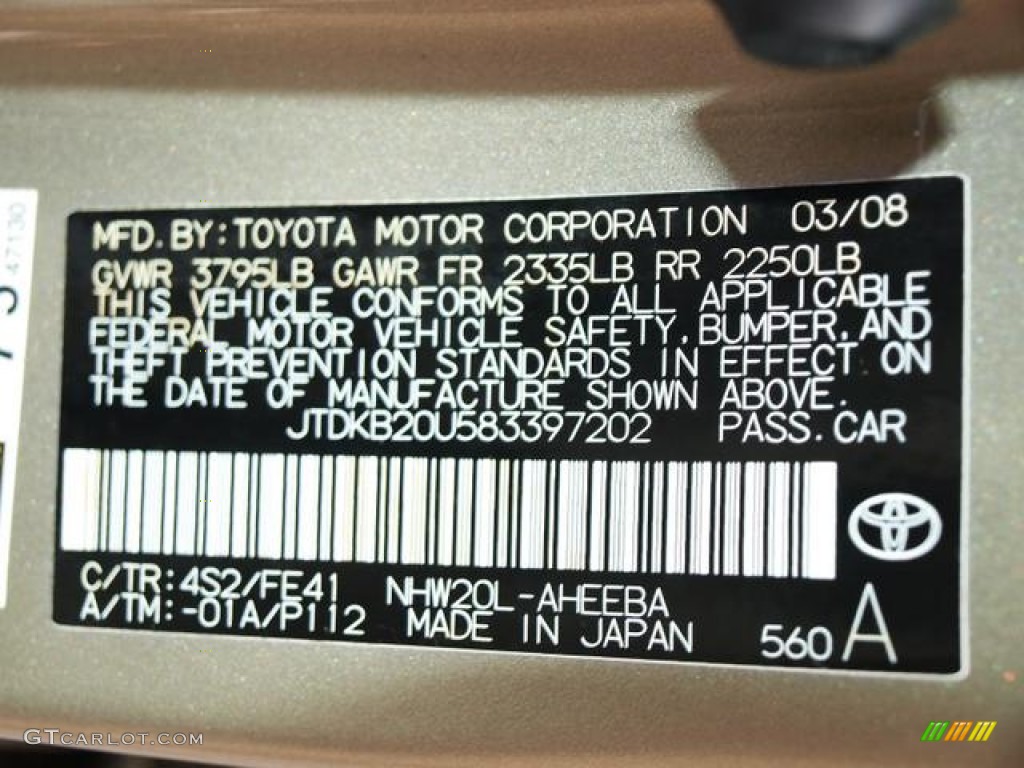 47130
MFD. BY: TOYOTA MOTOR CORPORATION 03/08
GVWR 3795LB GAWR FR 2335LB RR 2250LB
THIS VEHICLE CONFORMS TO ALL APPLICABLE
FEDERAL MOTOR VEHICLE SAFETY, BUMPER, AND
THEFT PREVENTION STANDARDS IN EFFECT ON
THE DATE OF MANUFACTURE SHOWN ABOVE.
JTDKB20U583397202 PASS. CAR
C/TR: 4S2/FE41 NHW20L-AHEEBA
A/TM: -01A/P112 MADE IN JAPAN 560 A
GTCARLOT.COM